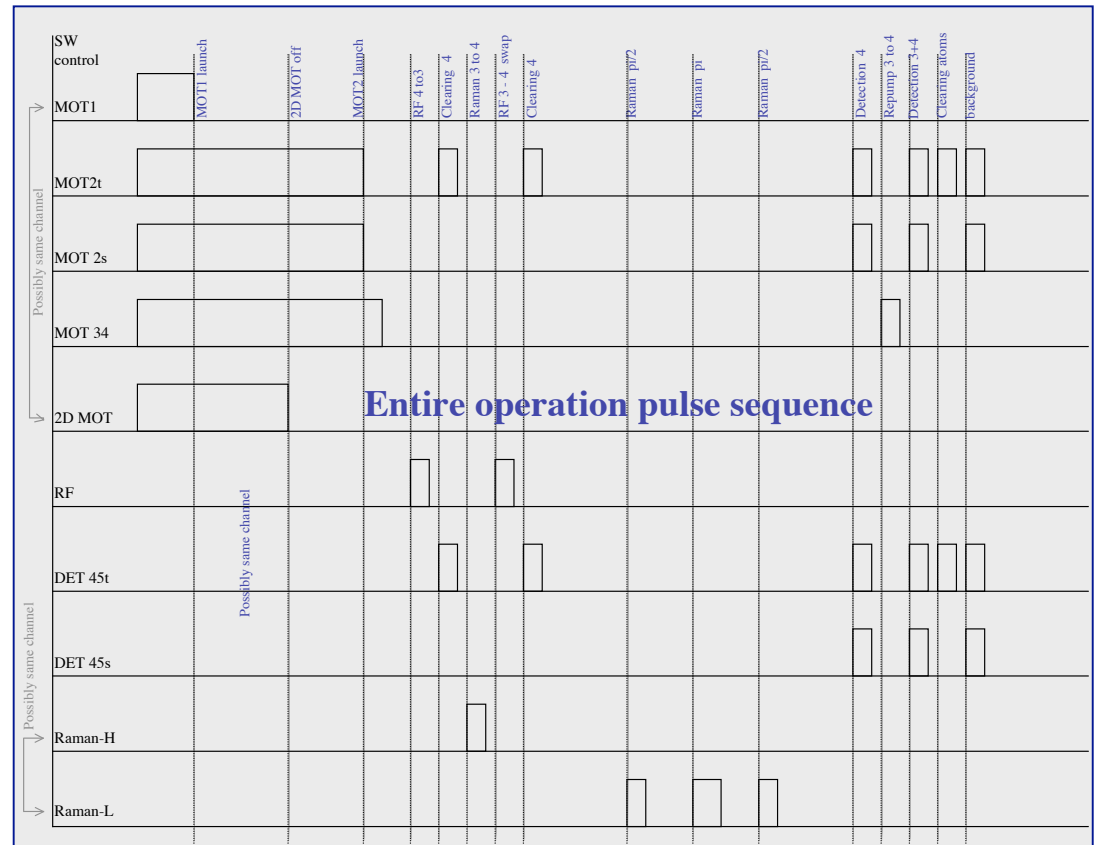 SW
control
MOT1 launch
2D MOT off
MOT2 launch
RF 4 to3
Clearing 4
Raman 3 to 4
RF 3 - 4 swap
Clearing 4
Raman pi/2
Raman pi
Raman pi/2
Detection 4
Repump 3 to 4
Detection 3+4
Clearing atoms
background
MOT1
MOT2t
Possibly same channel
MOT 2s
MOT 34
Entire operation pulse sequence
2D MOT
RF
Possibly same channel
DET 45t
DET 45s
Possibly same channel
Raman-H
Raman-L